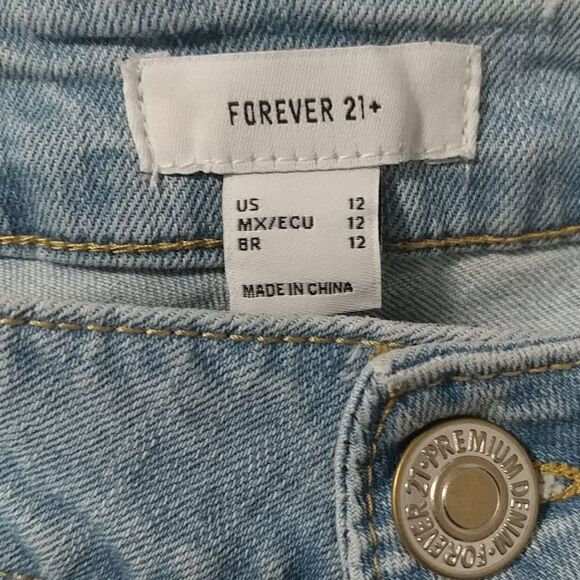 FOREVER 21+
US 12
MX/ECU 12
BR 12
MADE IN CHINA
FOREVER 21·PREMIUM DENIM·